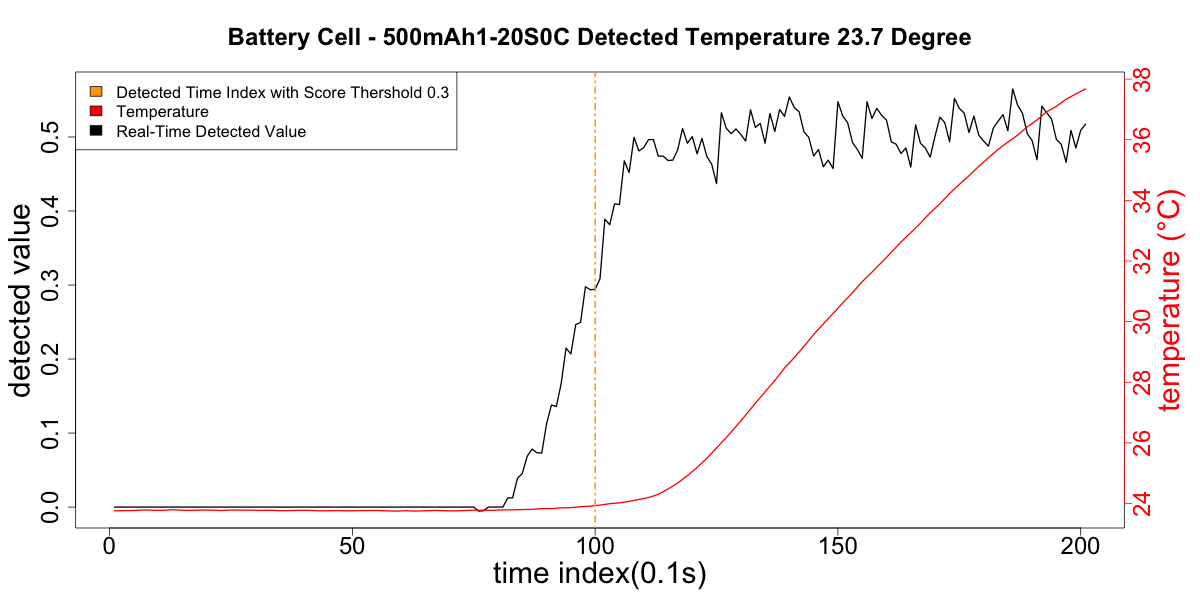 Battery Cell - 500mAh1-20S0C Detected Temperature 23.7 Degree
Detected Time Index with Score Thershold 0.3
Temperature
Real-Time Detected Value
detected value
0.0
0.1
0.2
0.3
0.4
0.5
0
50
100
150
200
time index(0.1s)
24
26
28
30
32
34
36
38
temperature (°C)